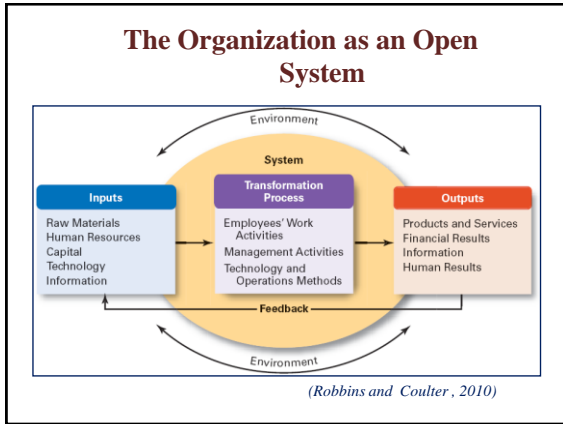 The Organization as an Open
System
Environment
System
Inputs
Raw Materials
Human Resources
Capital
Technology
Information
Transformation
Process
Employees' Work
Activities
Management Activities
Technology and
Operations Methods
Outputs
Products and Services
Financial Results
Information
Human Results
Feedback
Environment
(Robbins and Coulter , 2010)